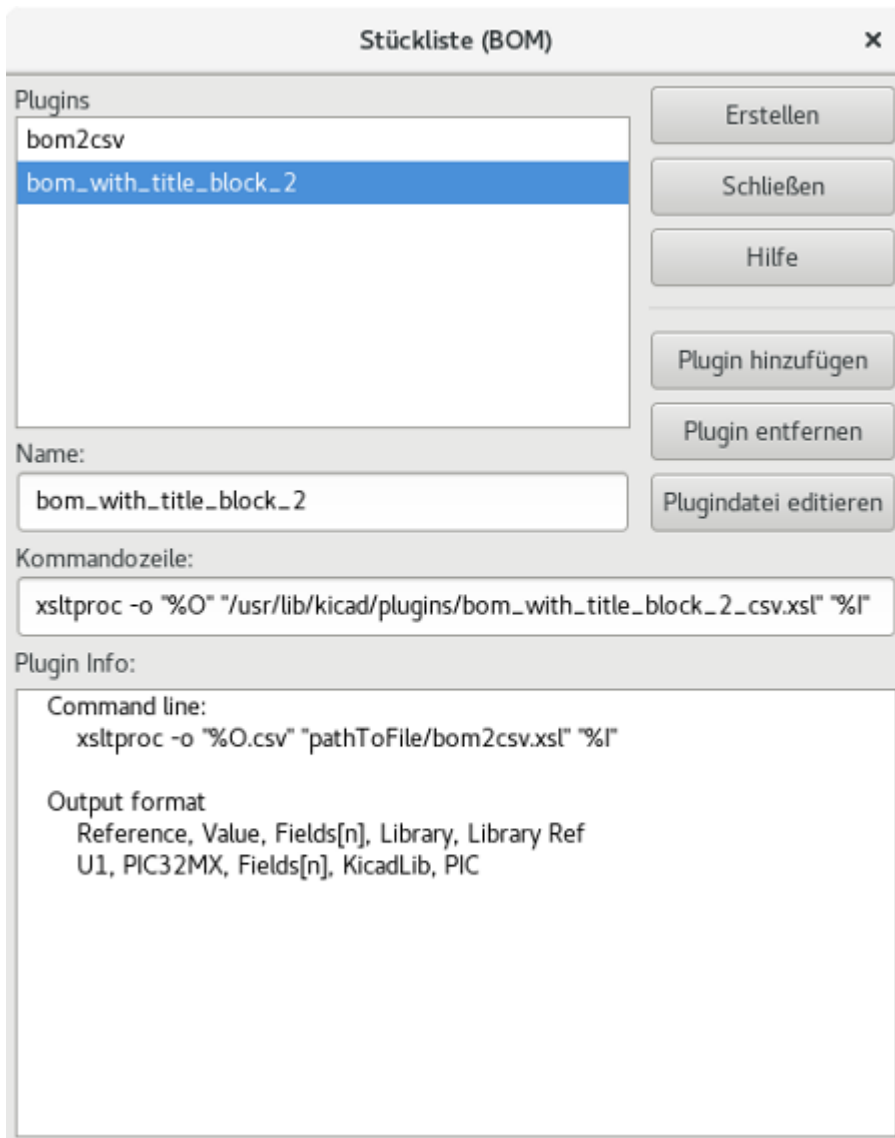 Stückliste (BOM)
Plugins
bom2csv
bom_with_title_block_2
Erstellen
Schließen
Hilfe
Plugin hinzufügen
Plugin entfernen
Plugindatei editieren
Name:
bom_with_title_block_2
Kommandozeile:
xsltproc -o "%O" "/usr/lib/kicad/plugins/bom_with_title_block_2_csv.xsl" "%I"
Plugin Info:
Command line:
xsltproc -o "%O.csv" "pathToFile/bom2csv.xsl" "%I"
Output format
Reference, Value, Fields[n], Library, Library Ref
U1, PIC32MX, Fields[n], KicadLib, PIC